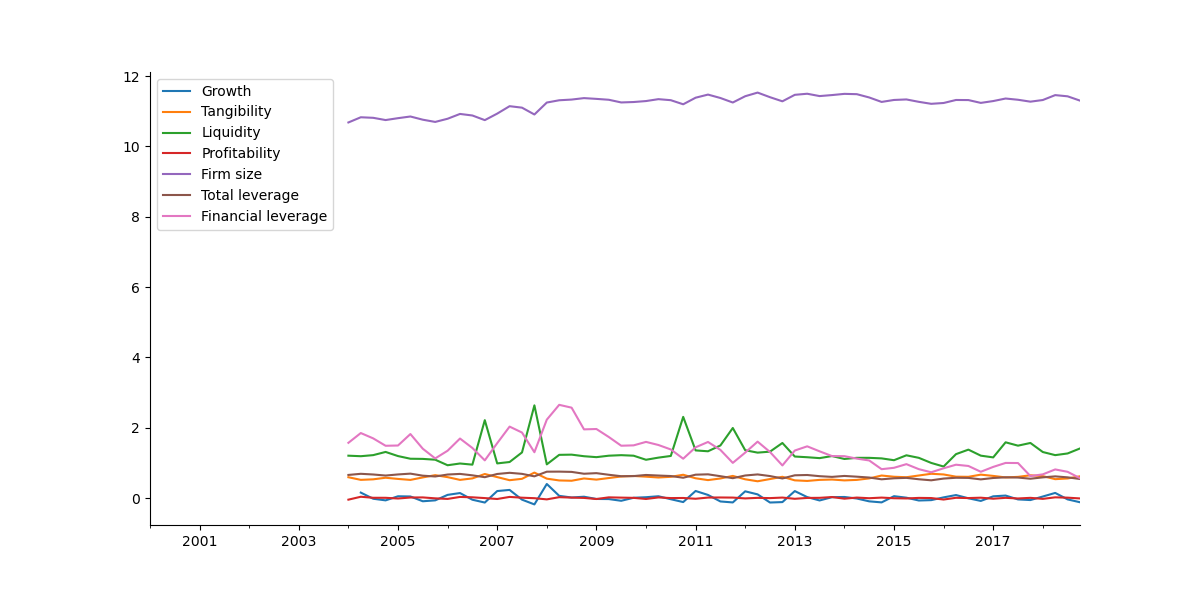 12
10
8
6
4
2
0
Growth
Tangibility
Liquidity
Profitability
Firm size
Total leverage
Financial leverage
2001 2003 2005 2007 2009 2011 2013 2015 2017